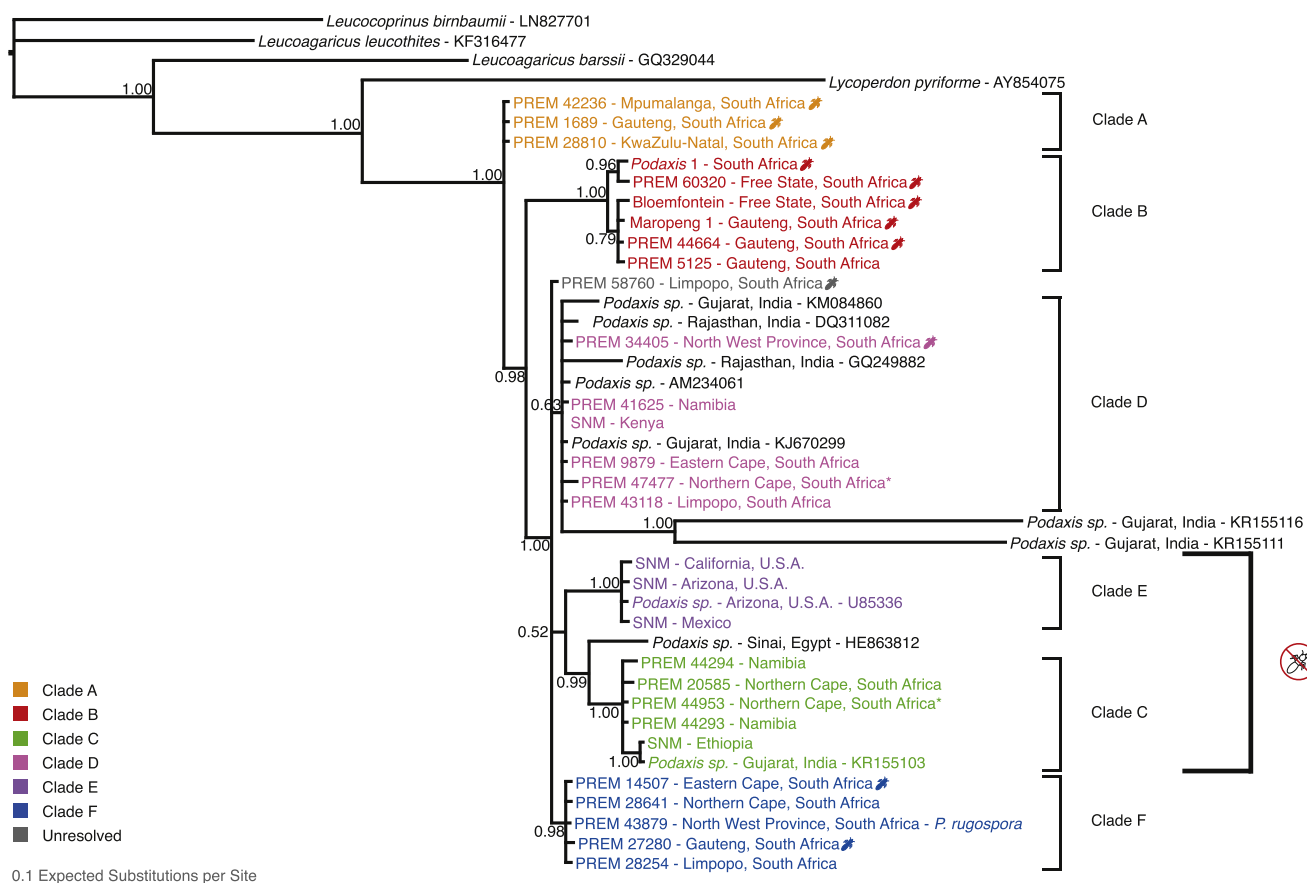 Leucocoprinus birnbaumii - LN827701
Leucoagaricus leucothites - KF316477
Leucoagaricus barssii - GQ329044
1.00
Lycoperdon pyriforme - AY854075
PREM 42236 - Mpumalanga, South Africa
Clade A
1.00
PREM 1689 - Gauteng, South Africa
PREM 28810 - KwaZulu-Natal, South Africa
0.96
Podaxis 1 - South Africa
1.00
PREM 60320 - Free State, South Africa
1.00
Bloemfontein - Free State, South Africa
Clade B
Maropeng 1 - Gauteng, South Africa
0.79
PREM 44664 - Gauteng, South Africa
PREM 5125 - Gauteng, South Africa
PREM 58760 - Limpopo, South Africa
Podaxis sp. - Gujarat, India - KM084860
Podaxis sp. - Rajasthan, India - DQ311082
PREM 34405 - North West Province, South Africa
Podaxis sp. - Rajasthan, India - GQ249882
0.98
Podaxis sp. - AM234061
0.63
PREM 41625 - Namibia
Clade D
SNM - Kenya
Podaxis sp. - Gujarat, India - KJ670299
PREM 9879 - Eastern Cape, South Africa
PREM 47477 - Northern Cape, South Africa*
PREM 43118 - Limpopo, South Africa
1.00
Podaxis sp. - Gujarat, India - KR155116
1.00
Podaxis sp. - Gujarat, India - KR155111
SNM - California, U.S.A.
1.00
SNM - Arizona, U.S.A.
Clade E
Podaxis sp. - Arizona, U.S.A. - U85336
SNM - Mexico
0.52
Podaxis sp. - Sinai, Egypt - HE863812
PREM 44294 - Namibia
0.99
PREM 20585 - Northern Cape, South Africa
PREM 44953 - Northern Cape, South Africa*
1.00
Clade C
PREM 44293 - Namibia
SNM - Ethiopia
1.00
Podaxis sp. - Gujarat, India - KR155103
PREM 14507 - Eastern Cape, South Africa
PREM 28641 - Northern Cape, South Africa
0.98
PREM 43879 - North West Province, South Africa - P. rugospora
Clade F
PREM 27280 - Gauteng, South Africa
PREM 28254 - Limpopo, South Africa
Clade A
Clade B
Clade C
Clade D
Clade E
Clade F
Unresolved
0.1 Expected Substitutions per Site